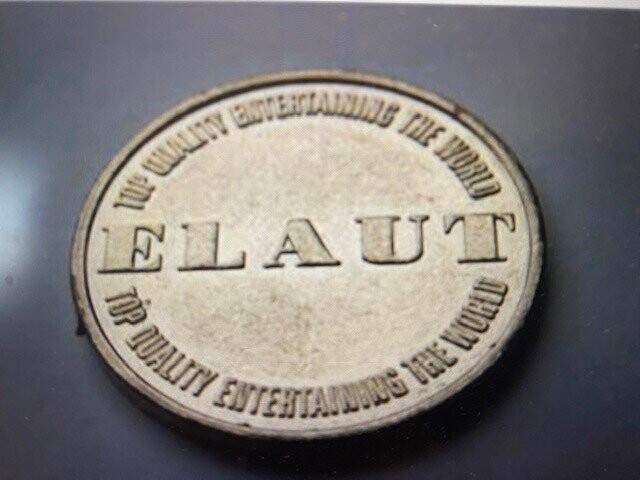 TOP QUALITY ENTERTAINING THE WORLD
ELAUT
TOP QUALITY ENTERTAINING THE WORLD